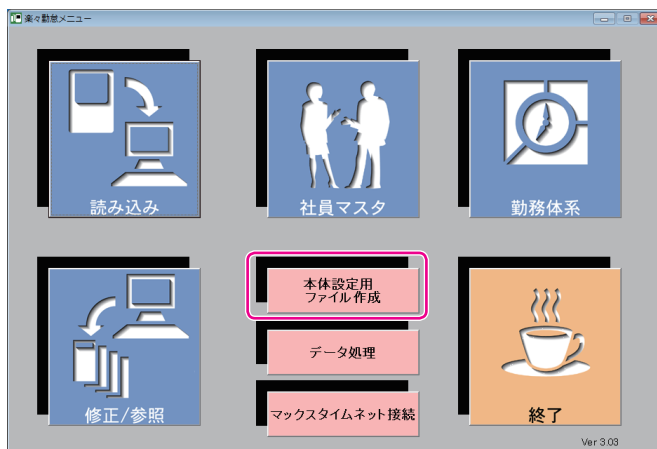 楽々勤怠メニュー
読み込み
社員マスタ
勤務体系
修正/参照
本体設定用
ファイル作成
データ処理
マックスタイムネット接続
終了
Ver 3.03